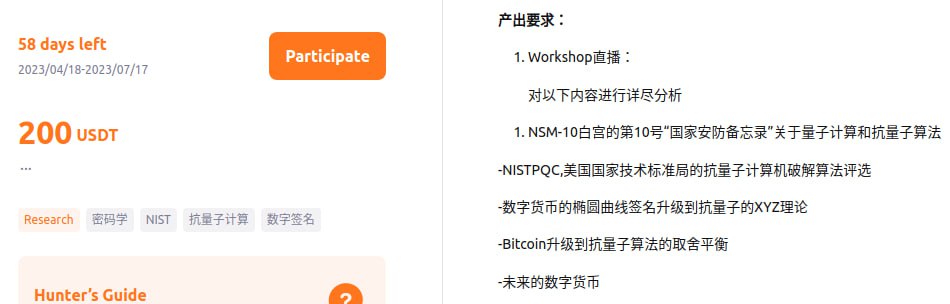 58 days left
2023/04/18-2023/07/17
Participate
200 USDT
...
Research 密码学 NIST 抗量子计算 数字签名
Hunter’s Guide
?
产出要求：
1. Workshop直播：
对以下内容进行详尽分析
1. NSM-10白宫的第10号“国家安防备忘录”关于量子计算和抗量子算法
-NISTPQC,美国国家技术标准局的抗量子计算机破解算法评选
-数字货币的椭圆曲线签名升级到抗量子的XYZ理论
-Bitcoin升级到抗量子算法的取舍平衡
-未来的数字货币